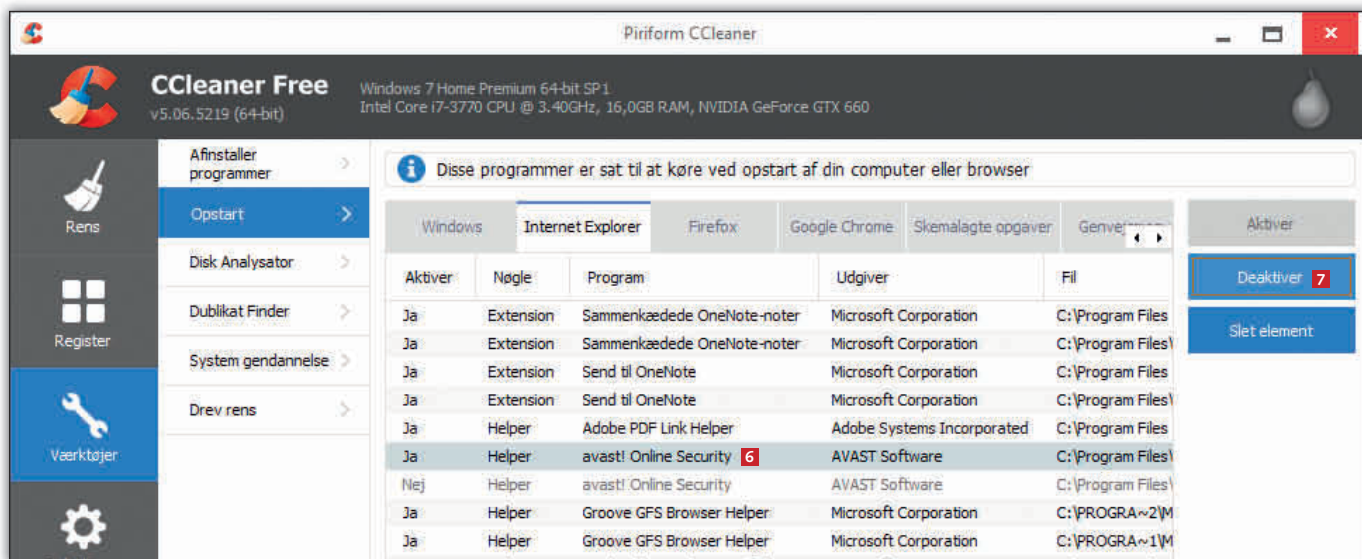 Piriform CCleaner
CCleaner Free
v5.06.5219 (64-bit)
Windows 7 Home Premium 64-bit SP1
Intel Core i7-3770 CPU @ 3.40GHz, 16,0GB RAM, NVIDIA GeForce GTX 660
Rens
Register
Værktøjer
Afinstaller programmer
Opstart
Disk Analysator
Dublikat Finder
System gendannelse
Drev rens
Disse programmer er sat til at køre ved opstart af din computer eller browser
Windows Internet Explorer Firefox Google Chrome Skemalagte opgaver
Aktiver Nøgle Program Udgiver Fil
Ja Extension Sammenkædede OneNote-noter Microsoft Corporation C:\Program Files
Ja Extension Sammenkædede OneNote-noter Microsoft Corporation C:\Program Files\
Ja Extension Send til OneNote Microsoft Corporation C:\Program Files
Ja Extension Send til OneNote Microsoft Corporation C:\Program Files\
Ja Helper Adobe PDF Link Helper Adobe Systems Incorporated C:\Program Files
Ja Helper avast! Online Security 6 AVAST Software C:\Program Files\
Nej Helper avast! Online Security AVAST Software C:\Program Files\
Ja Helper Groove GFS Browser Helper Microsoft Corporation C:\PROGRA~2\M
Ja Helper Groove GFS Browser Helper Microsoft Corporation C:\PROGRA~1\M
Aktiver
Deaktiver 7
Slet element